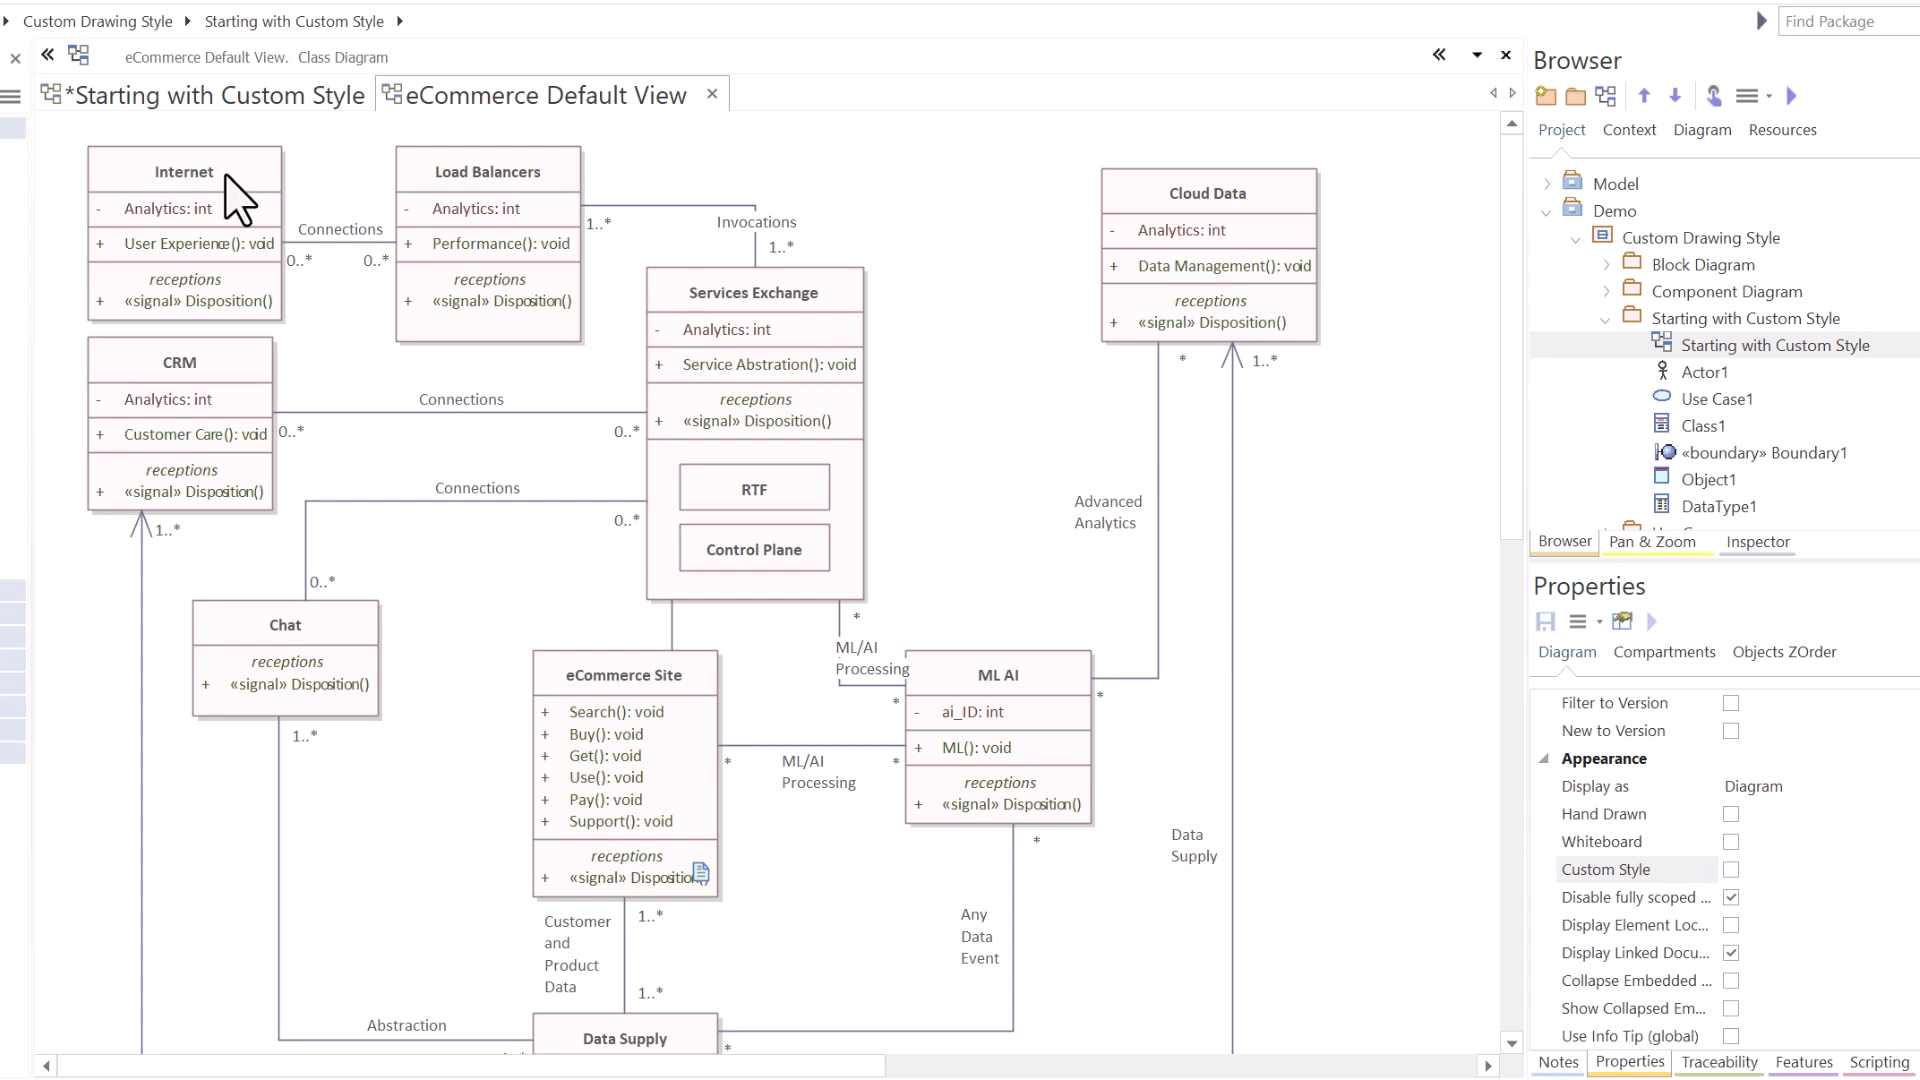 Custom Drawing Style
Starting with Custom Style
Find Package
eCommerce Default View.  Class Diagram
*Starting with Custom Style
eCommerce Default View
Internet
- Analytics: int
+ User Experience(): void
receptions
+ «signal» Disposition()
Connections
0..*
0..*
Load Balancers
- Analytics: int
+ Performance(): void
receptions
+ «signal» Disposition()
1..*
Invocations
1..*
Cloud Data
- Analytics: int
+ Data Management(): void
receptions
+ «signal» Disposition()
*
1..*
Services Exchange
- Analytics: int
+ Service Abstration(): void
receptions
+ «signal» Disposition()
RTF
Control Plane
CRM
- Analytics: int
+ Customer Care(): void
receptions
+ «signal» Disposition()
Connections
0..*
0..*
1..*
Connections
0..*
0..*
Advanced
Analytics
Chat
receptions
+ «signal» Disposition()
1..*
*
ML/AI
Processing
*
eCommerce Site
+ Search(): void
+ Buy(): void
+ Get(): void
+ Use(): void
+ Pay(): void
+ Support(): void
receptions
+ «signal» Disposition()
ML AI
- ai_ID: int
+ ML(): void
receptions
+ «signal» Disposition()
*
*
ML/AI
Processing
*
*
Data
Supply
Customer
and
Product
Data
1..*
1..*
Any
Data
Event
Abstraction
Data Supply
*
Browser
Project
Context
Diagram
Resources
Model
Demo
Custom Drawing Style
Block Diagram
Component Diagram
Starting with Custom Style
Starting with Custom Style
Actor1
Use Case1
Class1
«boundary» Boundary1
Object1
DataType1
Browser
Pan & Zoom
Inspector
Properties
Diagram
Compartments
Objects ZOrder
Filter to Version
New to Version
Appearance
Display as
Diagram
Hand Drawn
Whiteboard
Custom Style
Disable fully scoped ...
Display Element Loc...
Display Linked Docu...
Collapse Embedded ...
Show Collapsed Em...
Use Info Tip (global)
Notes
Properties
Traceability
Features
Scripting